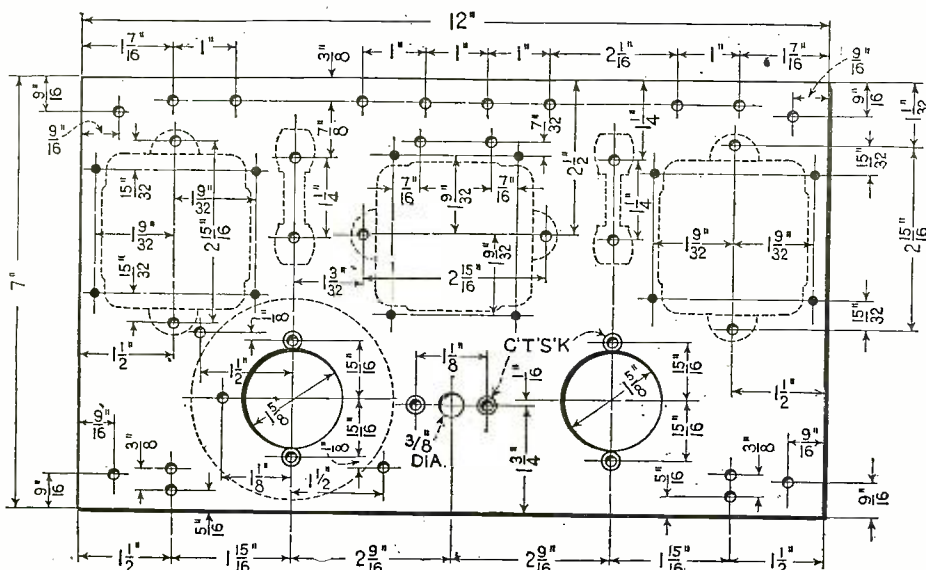 12"
1 7/16" 1" 3/8" 1" 1" 1" 2 1/16" 1" 1 7/16" 9/16"
9/16" 7/8" 7/32" 2 1/2" 1 1/4" 9/16" 1 1/32"
9/16" 15/32" 1 9/32" 1 1/4" 7/16" 1 9/32" 7/16" 1 1/4" 15/32"
1 9/32" 2 15/16" 1 9/32" 1 9/32" 2 15/16"
7" 15/32" 1 3/32" 2 15/16" 1 9/32" 15/32"
1 1/2" 1/8" C'T'S'K
1 1/2" 1 5/8" 15/16" 1 1/8" 1/16" 1 5/8" 15/16" 1 1/2"
9/16" 3/8" 15/16" 1/8" 3/8" DIA. 1 3/4" 15/16" 3/8" 9/16"
9/16" 1 1/8" 1 1/2" 5/16" 9/16"
5/16"
1 1/2" 1 15/16" 2 9/16" 2 9/16" 1 15/16" 1 1/2"